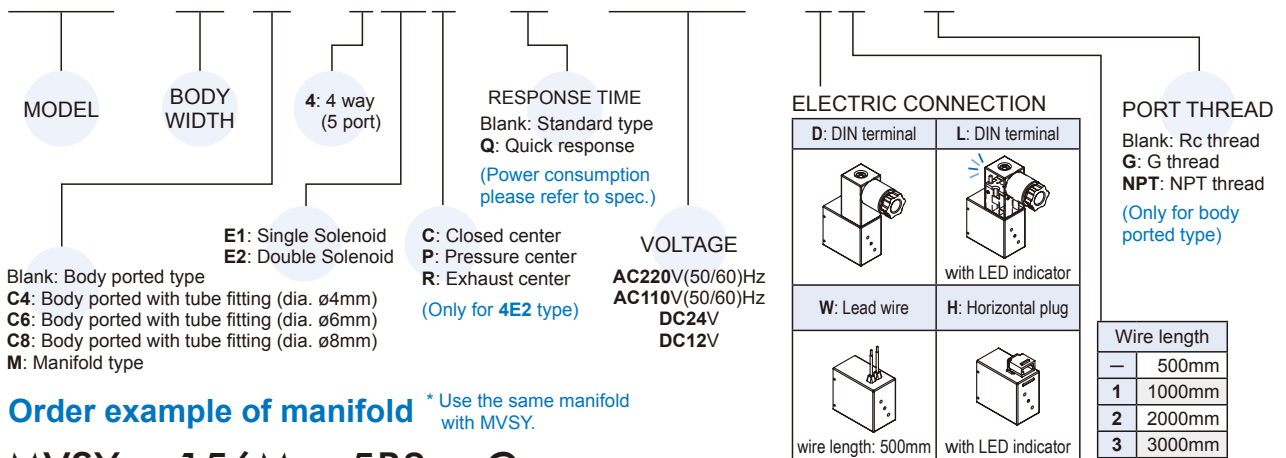 MODEL
BODY
WIDTH
4: 4 way
(5 port)
RESPONSE TIME
Blank: Standard type
Q: Quick response
(Power consumption
please refer to spec.)
ELECTRIC CONNECTION
D: DIN terminal
L: DIN terminal
with LED indicator
W: Lead wire
H: Horizontal plug
wire length: 500mm
with LED indicator
PORT THREAD
Blank: Rc thread
G: G thread
NPT: NPT thread
(Only for body
ported type)
E1: Single Solenoid
E2: Double Solenoid
C: Closed center
P: Pressure center
R: Exhaust center
(Only for 4E2 type)
VOLTAGE
AC220V(50/60)Hz
AC110V(50/60)Hz
DC24V
DC12V
Blank: Body ported type
C4: Body ported with tube fitting (dia. ø4mm)
C6: Body ported with tube fitting (dia. ø6mm)
C8: Body ported with tube fitting (dia. ø8mm)
M: Manifold type
Wire length
— 500mm
1 1000mm
2 2000mm
3 3000mm
Order example of manifold
* Use the same manifold
with MVSY.